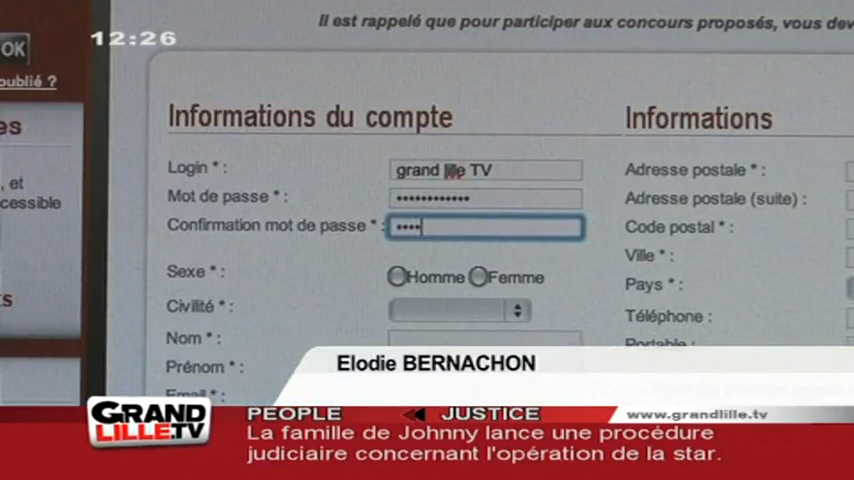 Il est rappelé que pour participer aux concours proposés, vous dev
12:26
OK
oublié ?
es
, et
cessible
s
Informations du compte
Login * :
grand lille TV
Mot de passe * :
••••••••••••
Confirmation mot de passe * :
••••
Sexe * :
Homme Femme
Civilité * :
Nom * :
Prénom * :
Email * :
Informations
Adresse postale * :
Adresse postale (suite) :
Code postal * :
Ville * :
Pays * :
Téléphone :
Portable :
Elodie BERNACHON
GRAND
LILLE.TV
PEOPLE JUSTICE
www.grandlille.tv
La famille de Johnny lance une procédure
judiciaire concernant l'opération de la star.